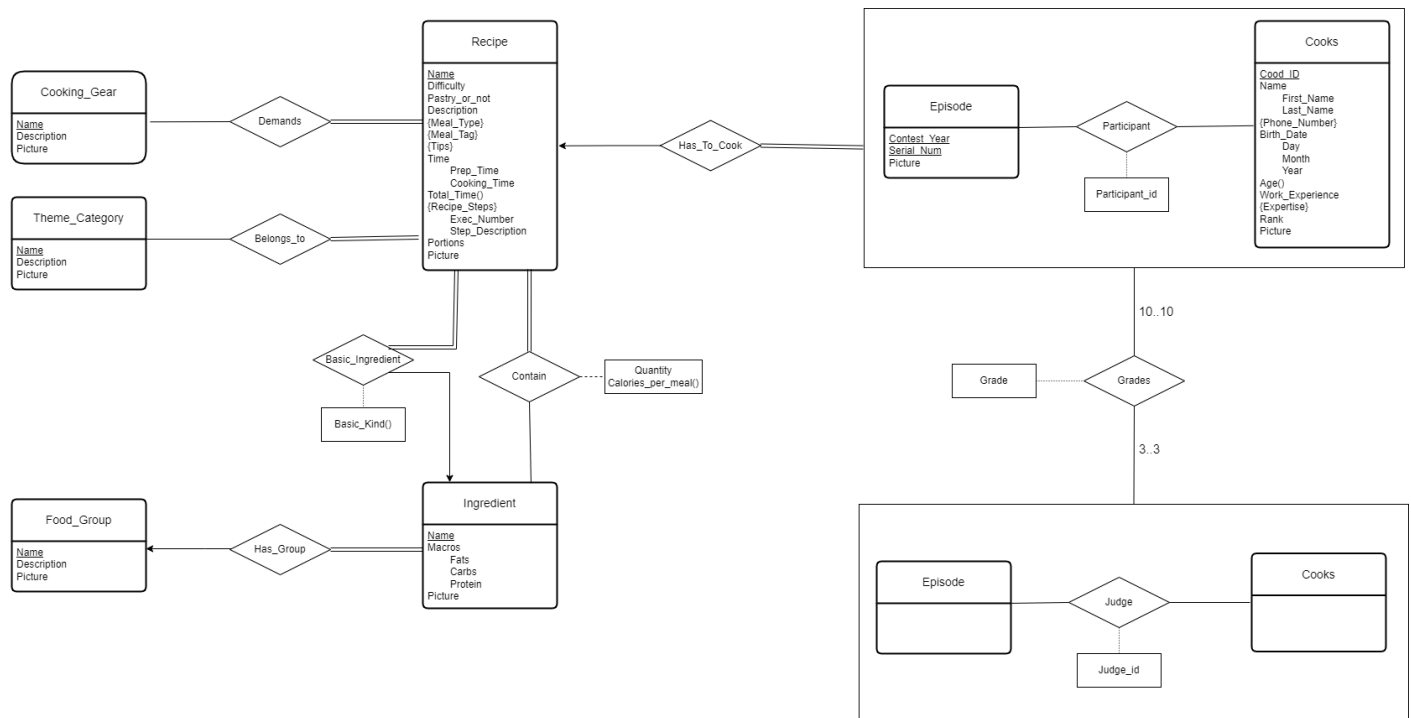 Cooking_Gear
Name
Description
Picture
Demands
Theme_Category
Name
Description
Picture
Belongs_to
Recipe
Name
Difficulty
Pastry_or_not
Description
{Meal_Type}
{Meal_Tag}
{Tips}
Time
Prep_Time
Cooking_Time
Total_Time()
{Recipe_Steps}
Exec_Number
Step_Description
Portions
Picture
Has_To_Cook
Episode
Contest_Year
Serial_Num
Picture
Participant
Participant_id
Cooks
Cood_ID
Name
First_Name
Last_Name
{Phone_Number}
Birth_Date
Day
Month
Year
Age()
Work_Experience
{Expertise}
Rank
Picture
Basic_Ingredient
Basic_Kind()
Contain
Quantity
Calories_per_meal()
10..10
Grade
Grades
3..3
Food_Group
Name
Description
Picture
Has_Group
Ingredient
Name
Macros
Fats
Carbs
Protein
Picture
Episode
Judge
Judge_id
Cooks